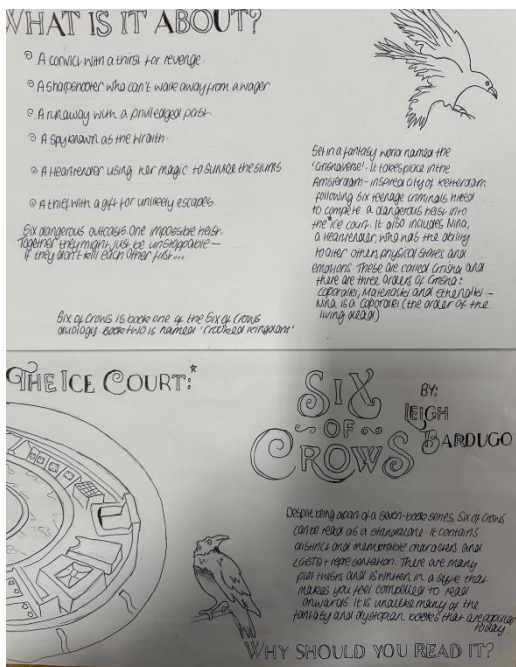 WHAT IS IT ABOUT?
A convict with a thirst for revenge.
A sharpshooter who can't walk away from a wager
A runaway with a priviledged past.
A spy known as the Wraith
A Heartrender using her magic to survive the slums
A thief with a gift for unlikely escapes.
Six dangerous outcasts. One impossible heist.
Together they might just be unstoppable —
if they don't kill each other first...
Six of Crows is book one of the Six of Crows
duology. Book two is named 'Crooked Kingdom'
Set in a fantasy world named the
'Grishaverse'. It takes place in the
Amsterdam-inspired city of Ketterdam
following six teenage criminals hired
to compete a dangerous heist into
the *ice court. It also includes Nina,
a Heartrender, who has the ability
to alter others physical states and
emotions. These are called Grisha and
there are three orders of Grisha:
Coporalki, Materialki and Etherialki -
Nina is a Coporalki (the order of the
living dead)
THE ICE COURT:*
SIX
OF
CROWS
BY:
LEIGH
BARDUGO
Despite being apart of a seven-book series, Six of Crows
can be read as a standalone. It contains
distinct and memorable characters and
LGBTQ+ representation. There are many
plot twists and is written in a style that
makes you feel compelled to read
onwards. It is unlike many of the
fantasy and dystopian books that are popular
today.
WHY SHOULD YOU READ IT?